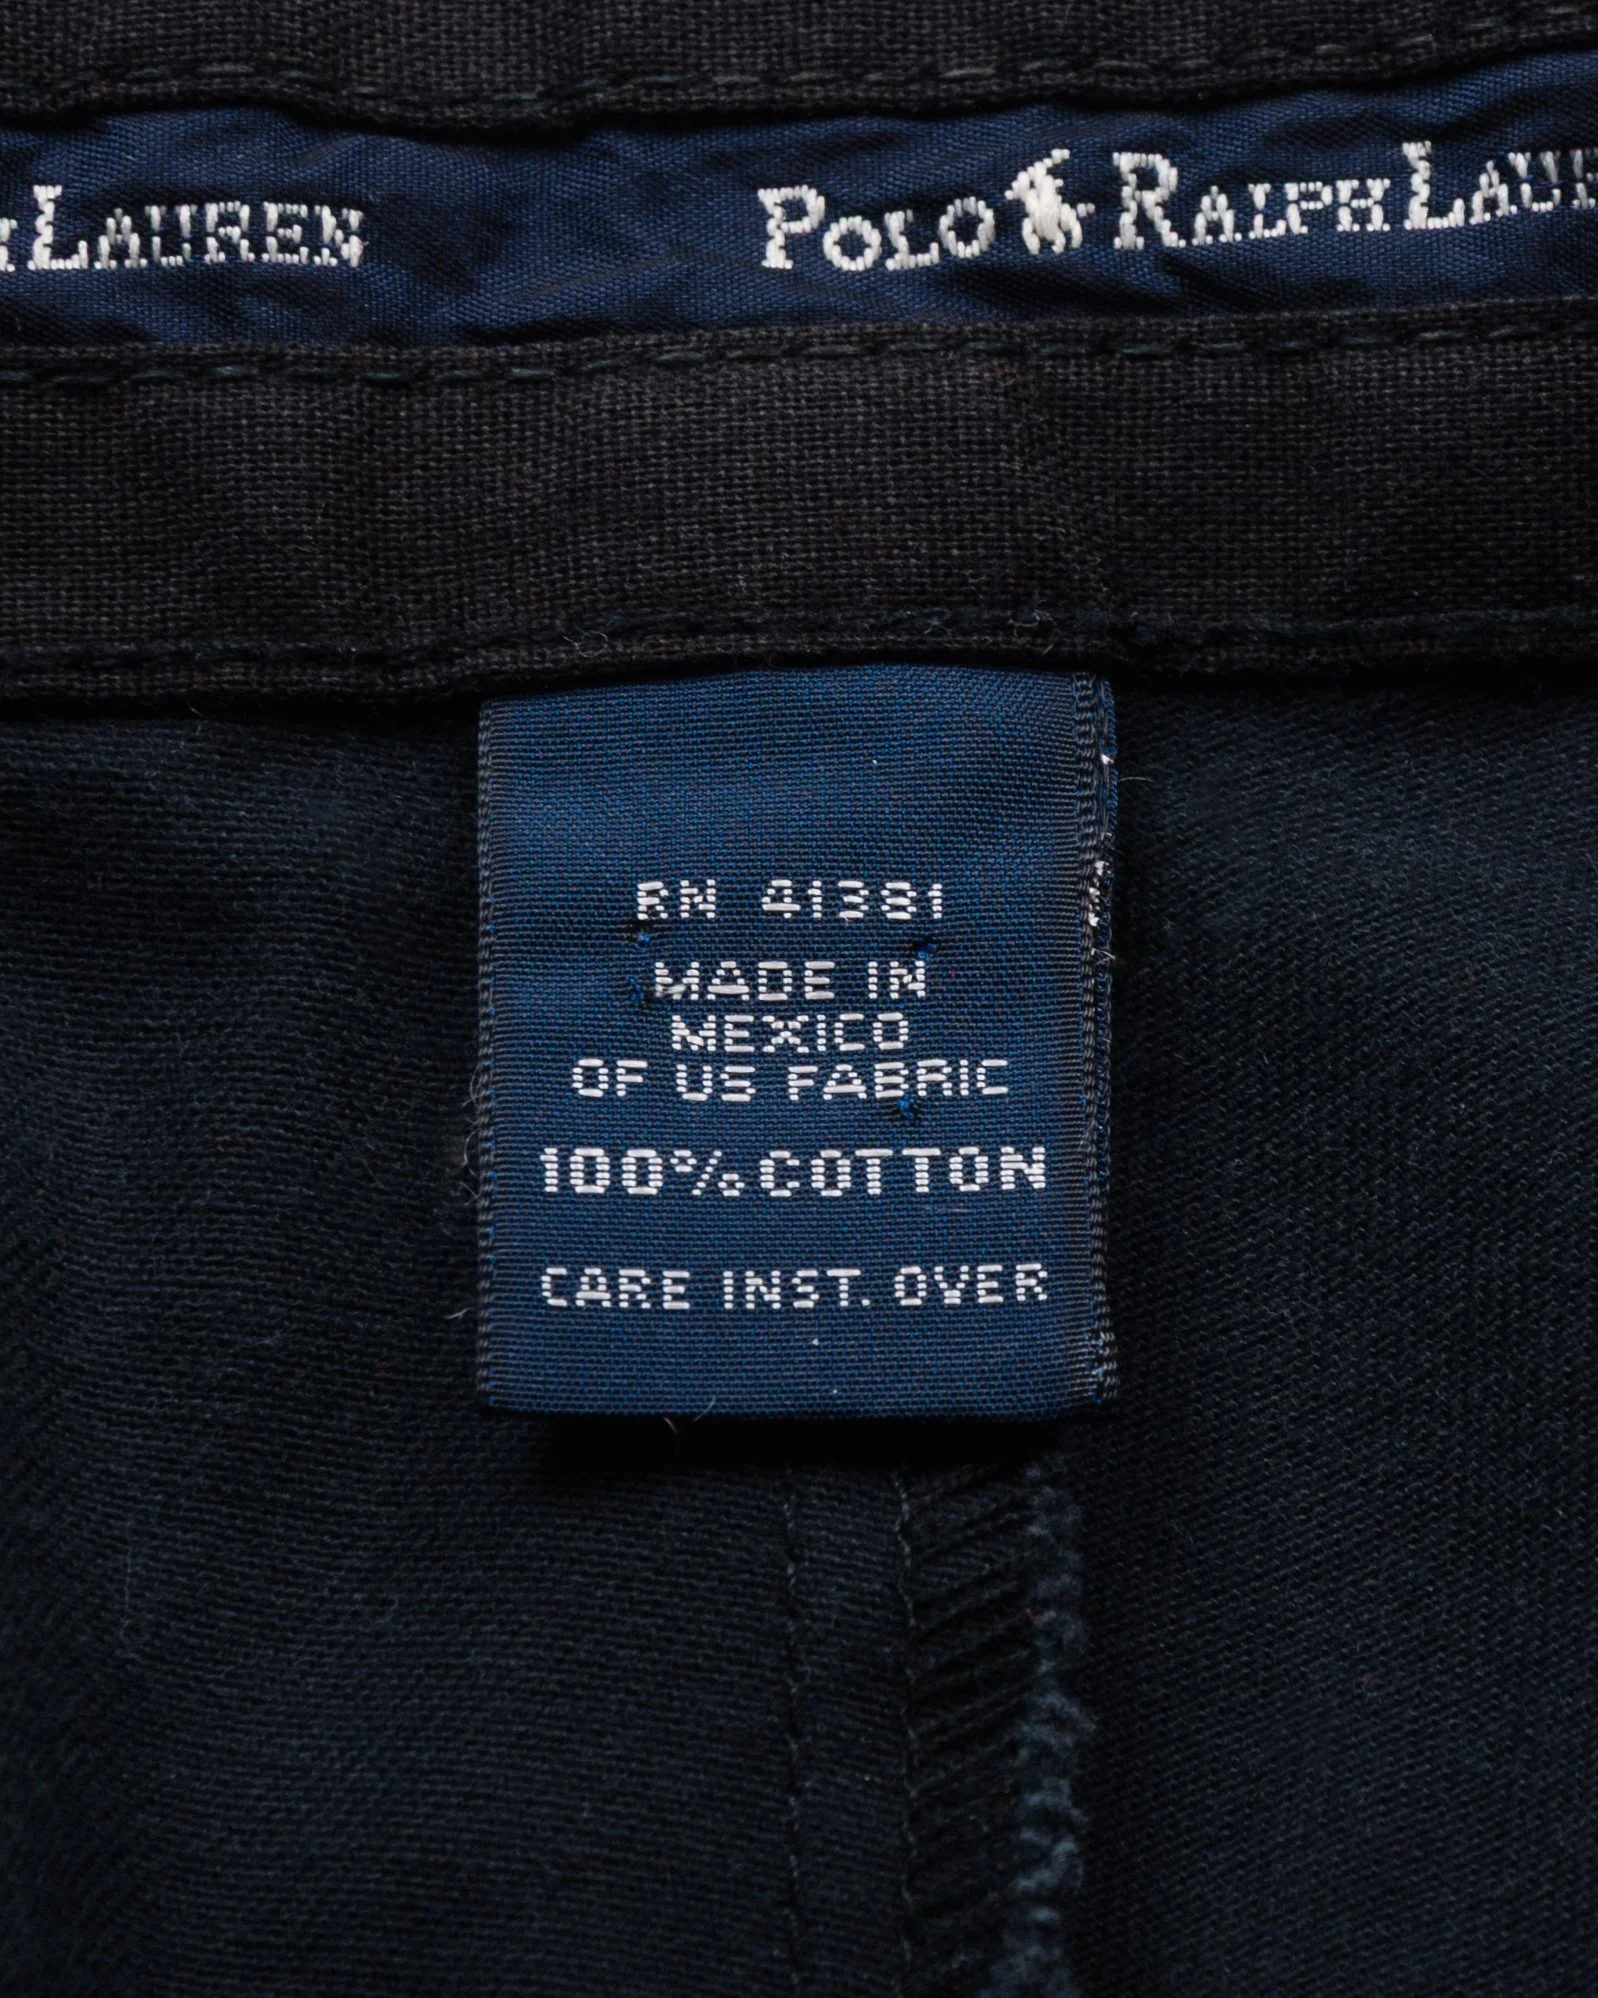 H LAUREN POLO RALPH LAUR
RN 41381
MADE IN
MEXICO
OF US FABRIC
100% COTTON
CARE INST. OVER